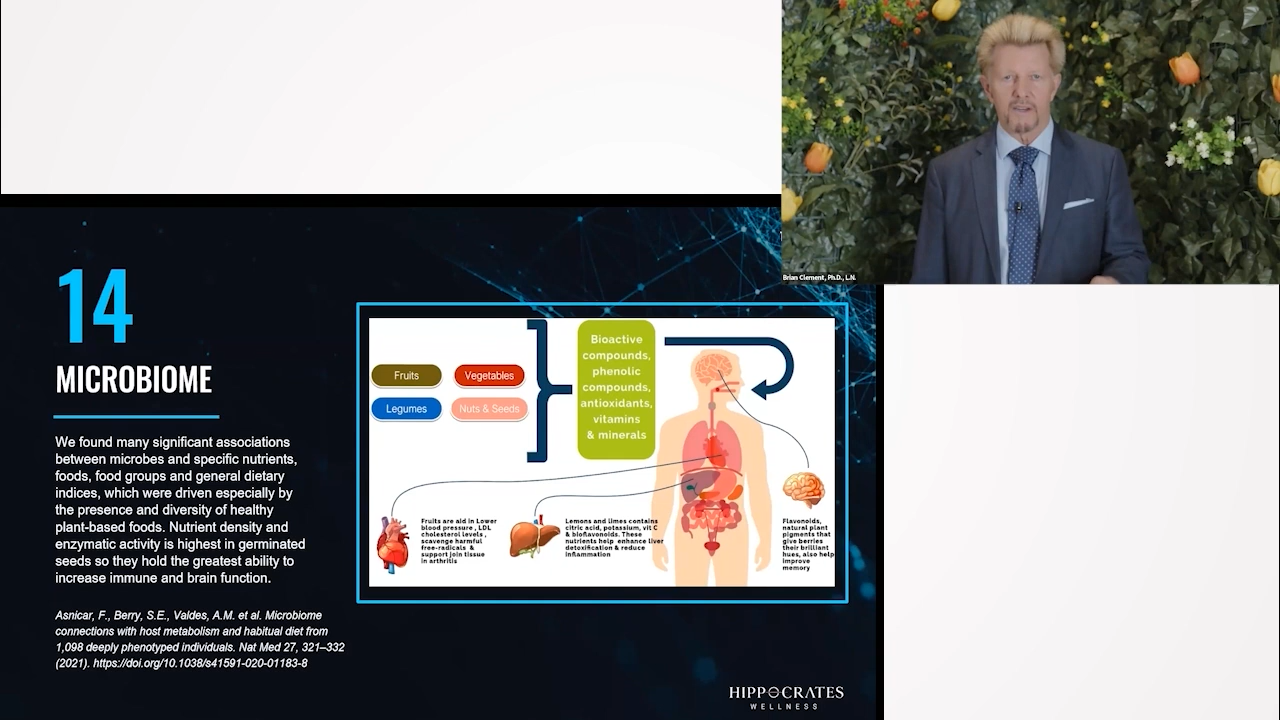 Brian Clement, Ph.D., L.N.
14
MICROBIOME
We found many significant associations
between microbes and specific nutrients,
foods, food groups and general dietary
indices, which were driven especially by
the presence and diversity of healthy
plant-based foods. Nutrient density and
enzymatic activity is highest in germinated
seeds so they hold the greatest ability to
increase immune and brain function.
Asnicar, F., Berry, S.E., Valdes, A.M. et al. Microbiome
connections with host metabolism and habitual diet from
1,098 deeply phenotyped individuals. Nat Med 27, 321–332
(2021). https://doi.org/10.1038/s41591-020-01183-8
Fruits
Vegetables
Legumes
Nuts & Seeds
Bioactive
compounds,
phenolic
compounds,
antioxidants,
vitamins
& minerals
Fruits are aid in Lower
blood pressure , LDL
cholesterol levels ,
scavenge harmful
free-radicals &
support join tissue
in arthritis
Lemons and limes contains
citric acid, potassium, vit C
& bioflavonoids. These
nutrients help enhance liver
detoxification & reduce
inflammation
Flavonoids,
natural plant
pigments that
give berries
their brilliant
hues, also help
improve
memory
HIPPOCRATES
WELLNESS